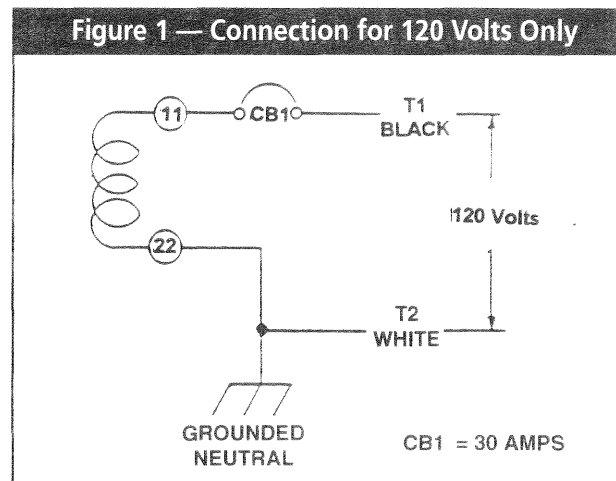 Figure 1 — Connection for 120 Volts Only
11
CB1
T1
BLACK
120 Volts
22
T2
WHITE
GROUNDED
NEUTRAL
CB1 = 30 AMPS